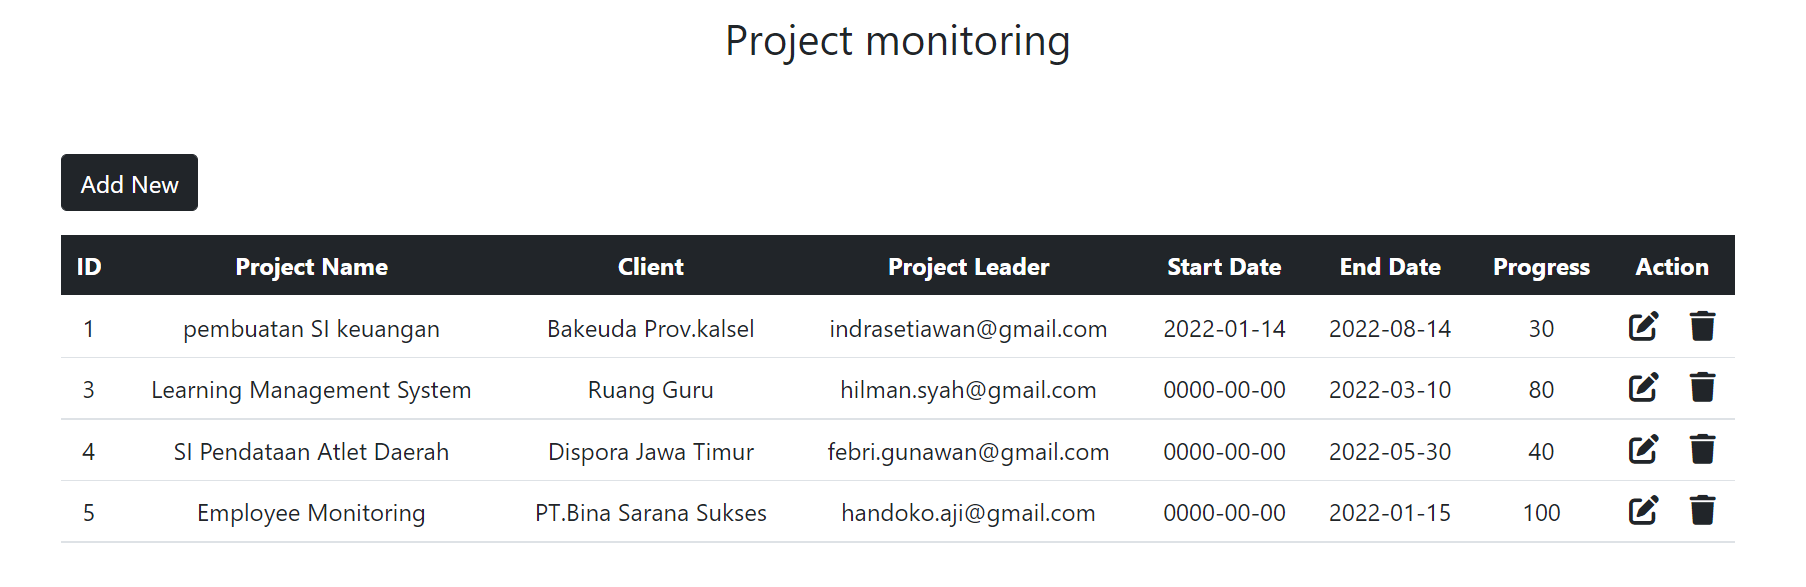 Project monitoring
Add New
ID Project Name Client Project Leader Start Date End Date Progress Action
1 pembuatan SI keuangan Bakeuda Prov.kalsel indrasetiawan@gmail.com 2022-01-14 2022-08-14 30
3 Learning Management System Ruang Guru hilman.syah@gmail.com 0000-00-00 2022-03-10 80
4 SI Pendataan Atlet Daerah Dispora Jawa Timur febri.gunawan@gmail.com 0000-00-00 2022-05-30 40
5 Employee Monitoring PT.Bina Sarana Sukses handoko.aji@gmail.com 0000-00-00 2022-01-15 100